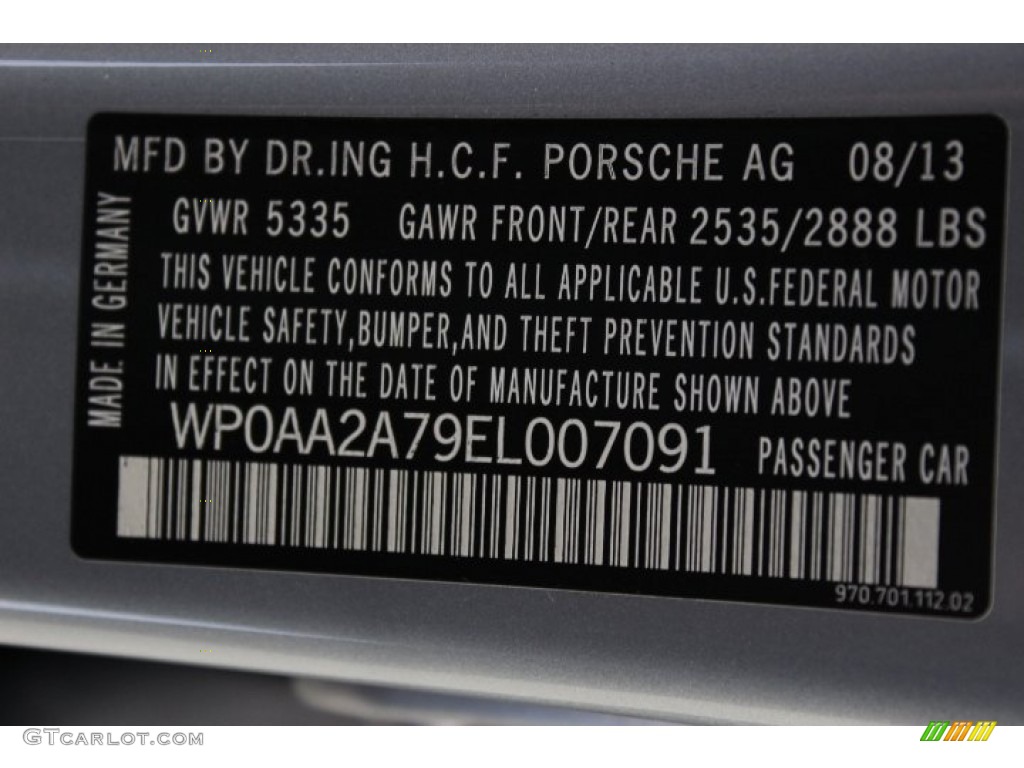 MFD BY DR.ING H.C.F. PORSCHE AG 08/13
GVWR 5335 GAWR FRONT/REAR 2535/2888 LBS
THIS VEHICLE CONFORMS TO ALL APPLICABLE U.S.FEDERAL MOTOR
VEHICLE SAFETY,BUMPER,AND THEFT PREVENTION STANDARDS
IN EFFECT ON THE DATE OF MANUFACTURE SHOWN ABOVE
WP0AA2A79EL007091 PASSENGER CAR
MADE IN GERMANY
970.701.112.02
GTCARLOT.COM